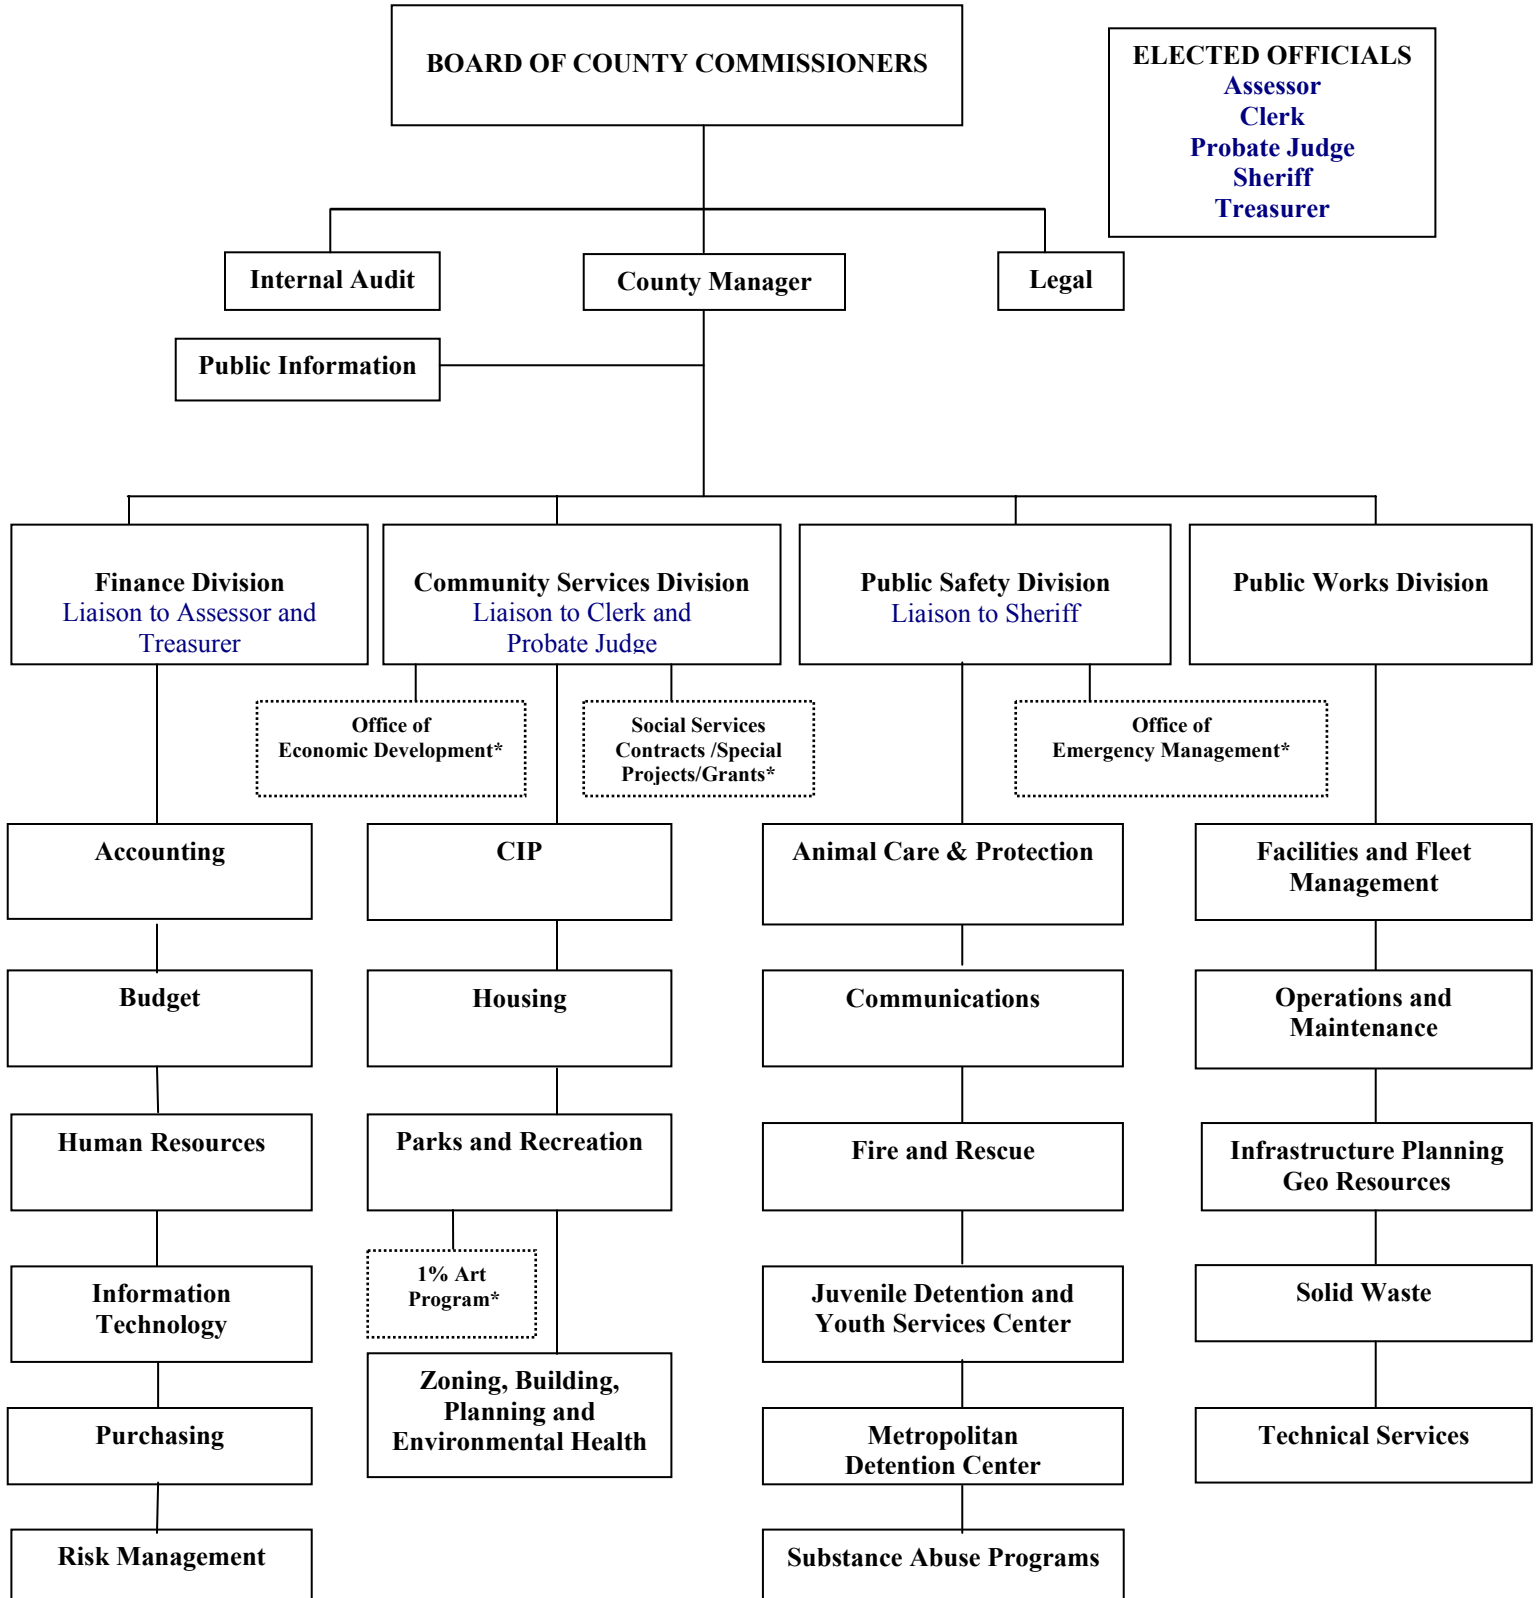 BOARD OF COUNTY COMMISSIONERS
ELECTED OFFICIALS
Assessor
Clerk
Probate Judge
Sheriff
Treasurer
Internal Audit
County Manager
Legal
Public Information
Finance Division
Liaison to Assessor and
Treasurer
Community Services Division
Liaison to Clerk and
Probate Judge
Public Safety Division
Liaison to Sheriff
Public Works Division
Office of
Economic Development*
Social Services
Contracts /Special
Projects/Grants*
Office of
Emergency Management*
Accounting
CIP
Animal Care & Protection
Facilities and Fleet
Management
Budget
Housing
Communications
Operations and
Maintenance
Human Resources
Parks and Recreation
Fire and Rescue
Infrastructure Planning
Geo Resources
1% Art
Program*
Information
Technology
Juvenile Detention and
Youth Services Center
Solid Waste
Zoning, Building,
Planning and
Environmental Health
Purchasing
Metropolitan
Detention Center
Technical Services
Risk Management
Substance Abuse Programs